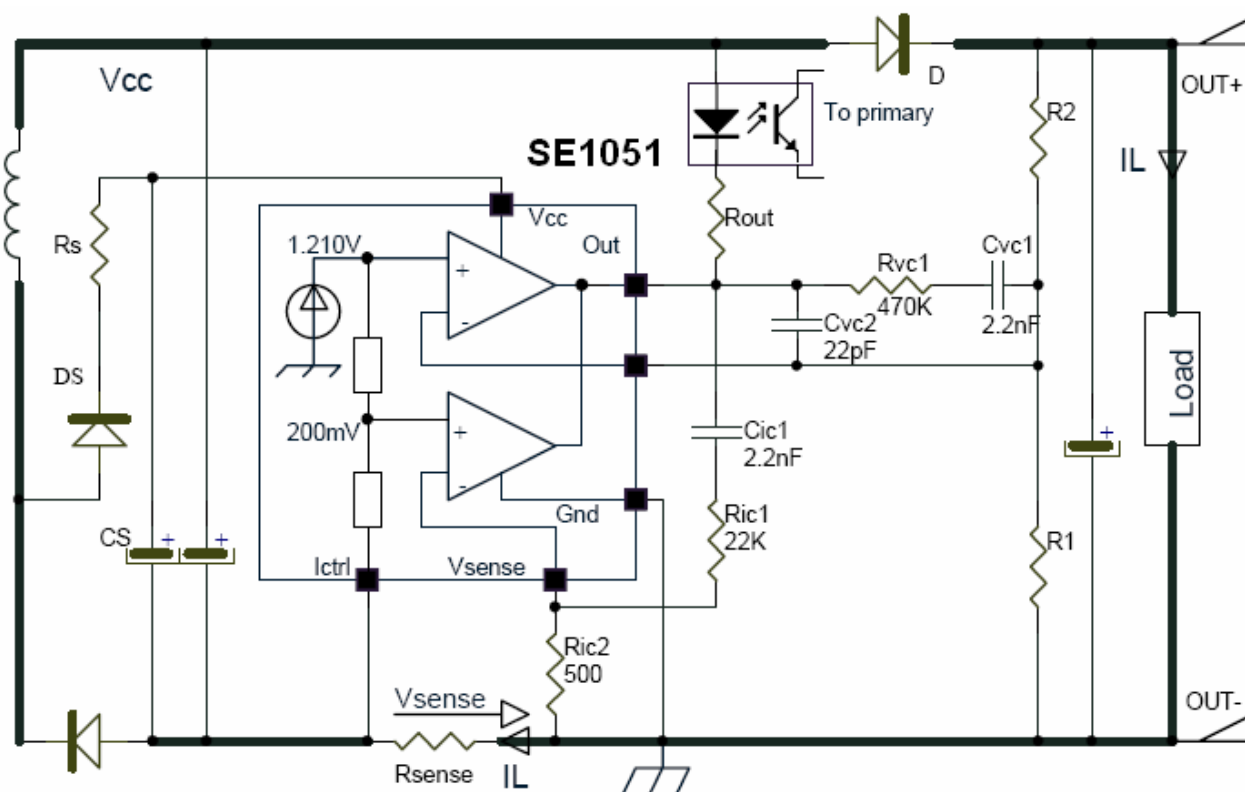 Vcc
D
OUT+
To primary
R2
SE1051
IL
Rs
Vcc
Rout
1.210V
Out
Cvc1
Rvc1
+
470K
2.2nF
-
Cvc2
22pF
DS
Load
200mV
+
Cic1
2.2nF
+
-
Gnd
Ric1
22K
CS
+
+
R1
Ictrl
Vsense
Ric2
500
Vsense
OUT-
Rsense
IL